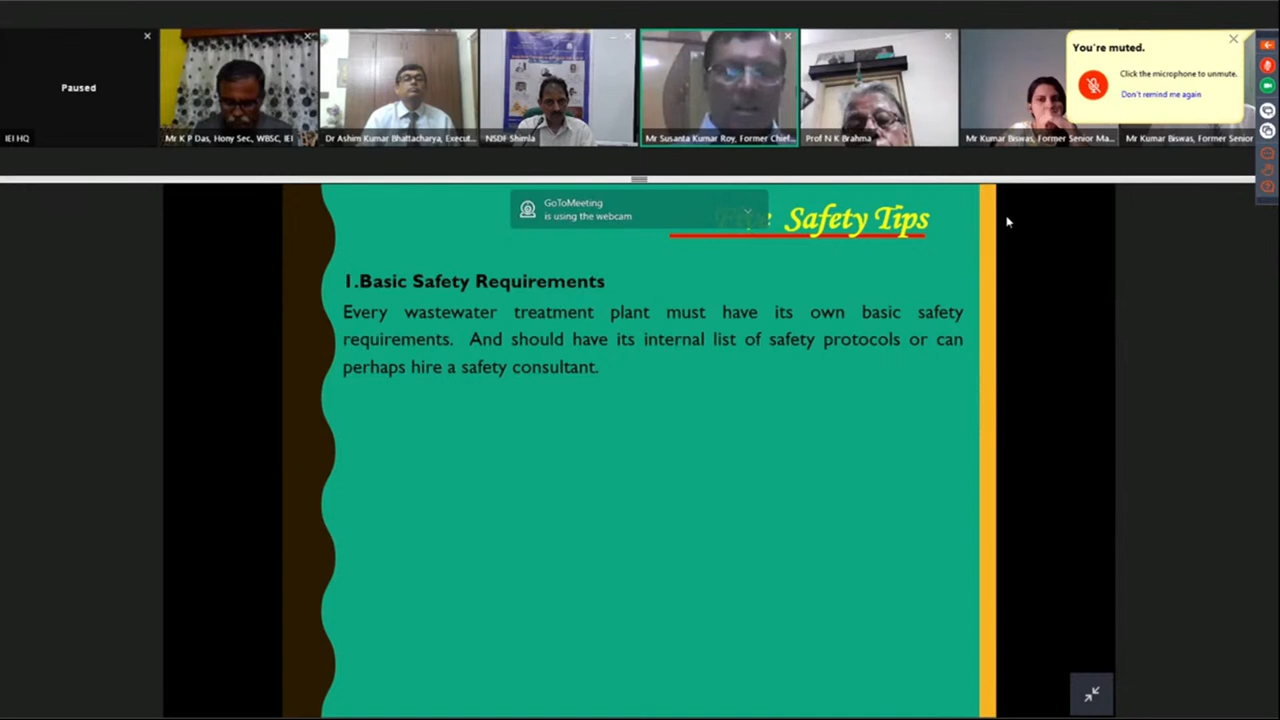 Paused
IEI HQ
Mr K P Das, Hony Sec, WBSC, IEI
Dr Ashim Kumar Bhattacharya, Execut...
NSDF Shimla
Mr Susanta Kumar Roy, Former Chief...
Prof N K Brahma
Mr Kumar Biswas, Former Senior Ma...
Mr Kumar Biswas, Former Senior
You're muted.
Click the microphone to unmute.
Don't remind me again
GoToMeeting
is using the webcam
Safety Tips
1.Basic Safety Requirements
Every wastewater treatment plant must have its own basic safety
requirements. And should have its internal list of safety protocols or can
perhaps hire a safety consultant.